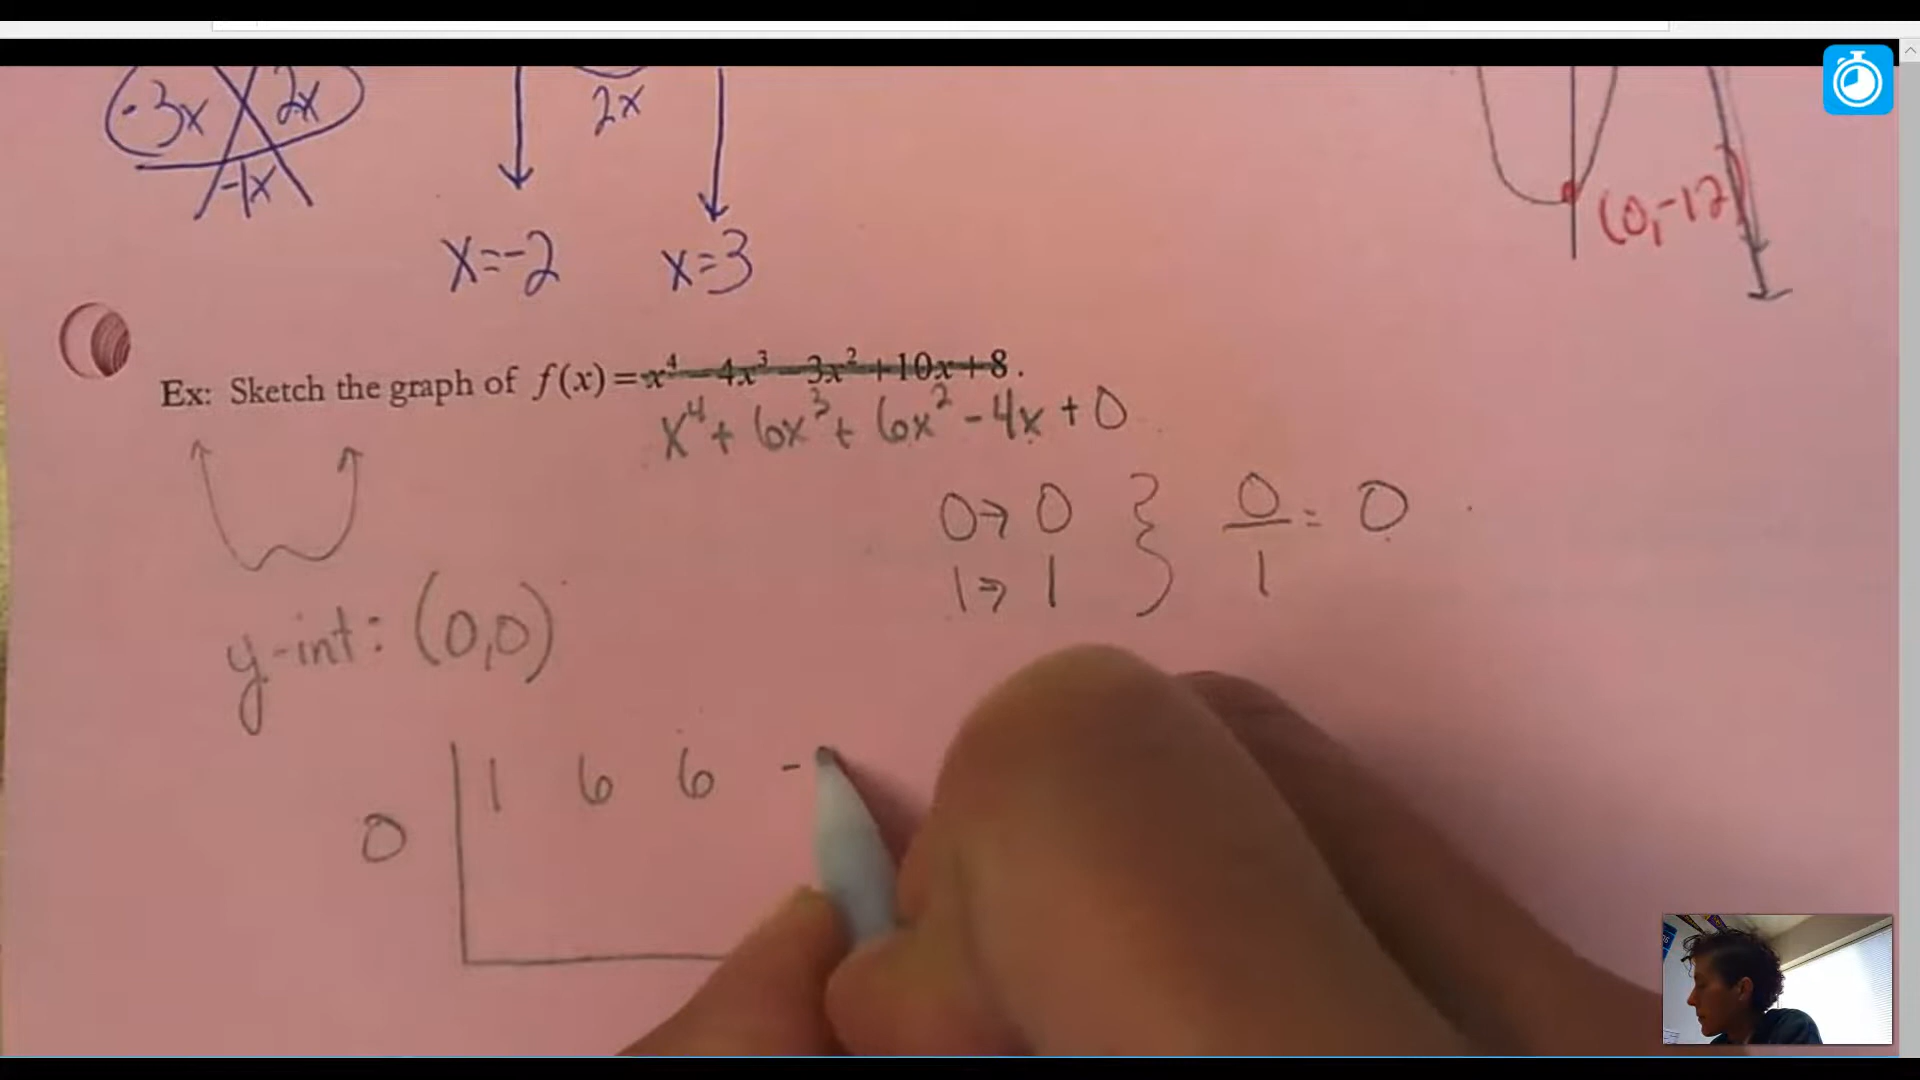 -3x 2x
-1x
2x
x=-2 x=3
(0,-12)
Ex: Sketch the graph of f(x)=x⁴-4x³-3x²+10x+8.
x⁴+6x³+6x²-4x+0
0→0 } 0/1 = 0
1→1
y-int: (0,0)
0 | 1 6 6 -